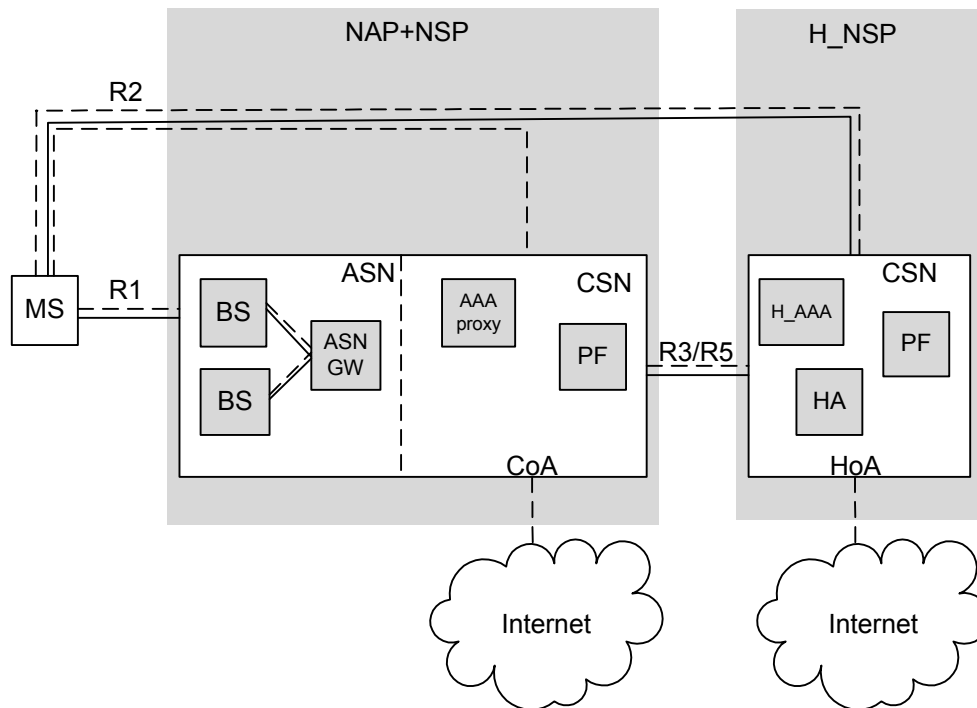 NAP+NSP
H_NSP
R2
ASN
CSN
CSN
MS
R1
BS
AAA
proxy
H_AAA
ASN
GW
PF
R3/R5
PF
BS
HA
CoA
HoA
Internet
Internet